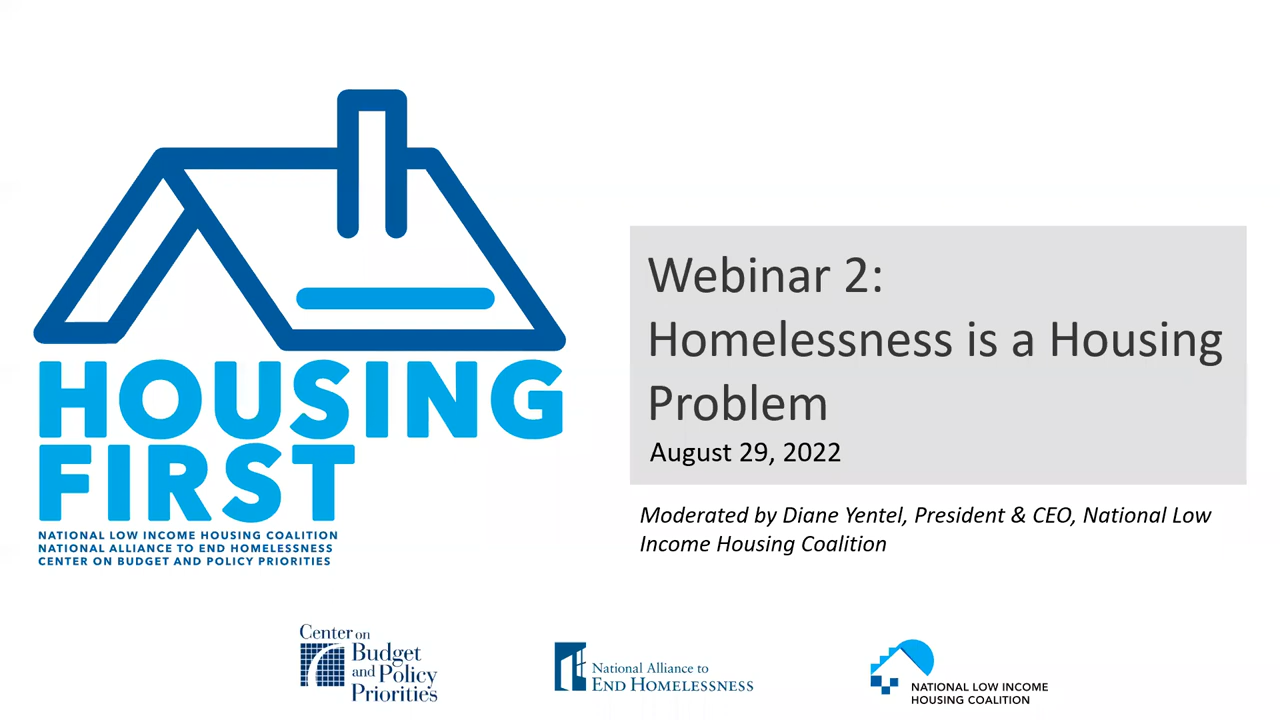 HOUSING
FIRST
NATIONAL LOW INCOME HOUSING COALITION
NATIONAL ALLIANCE TO END HOMELESSNESS
CENTER ON BUDGET AND POLICY PRIORITIES
Webinar 2:
Homelessness is a Housing
Problem
August 29, 2022
Moderated by Diane Yentel, President & CEO, National Low
Income Housing Coalition
Center on
Budget
and Policy
Priorities
National Alliance to
END HOMELESSNESS
NATIONAL LOW INCOME
HOUSING COALITION